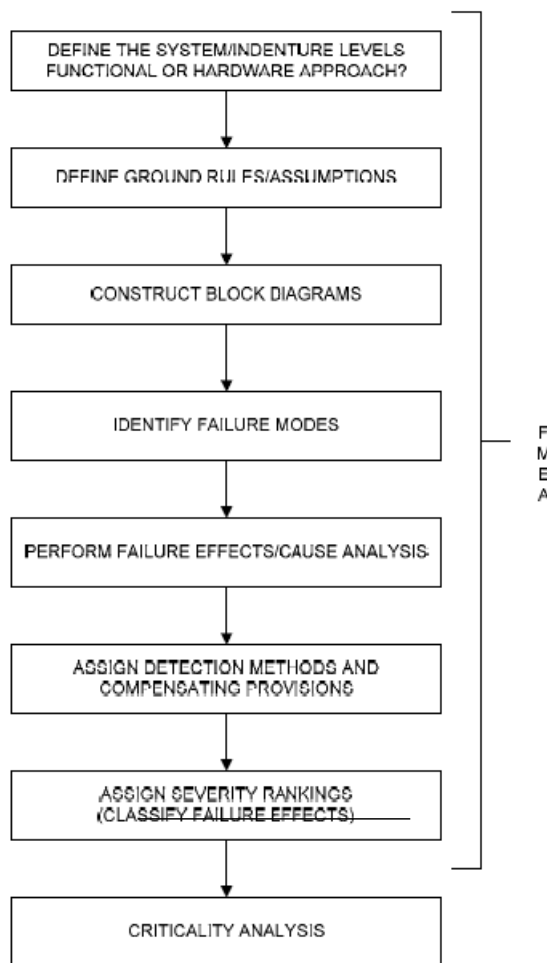 DEFINE THE SYSTEM/INDENTURE LEVELS
FUNCTIONAL OR HARDWARE APPROACH?
DEFINE GROUND RULES/ASSUMPTIONS
CONSTRUCT BLOCK DIAGRAMS
IDENTIFY FAILURE MODES
F
M
E
A
PERFORM FAILURE EFFECTS/CAUSE ANALYSIS
ASSIGN DETECTION METHODS AND
COMPENSATING PROVISIONS
ASSIGN SEVERITY RANKINGS
(CLASSIFY FAILURE EFFECTS)
CRITICALITY ANALYSIS